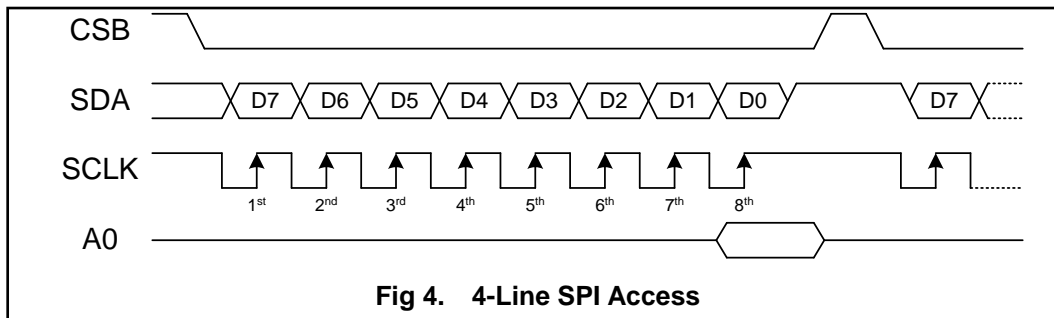 CSB
SDA D7 D6 D5 D4 D3 D2 D1 D0 D7
SCLK
1st 2nd 3rd 4th 5th 6th 7th 8th
A0
Fig 4. 4-Line SPI Access